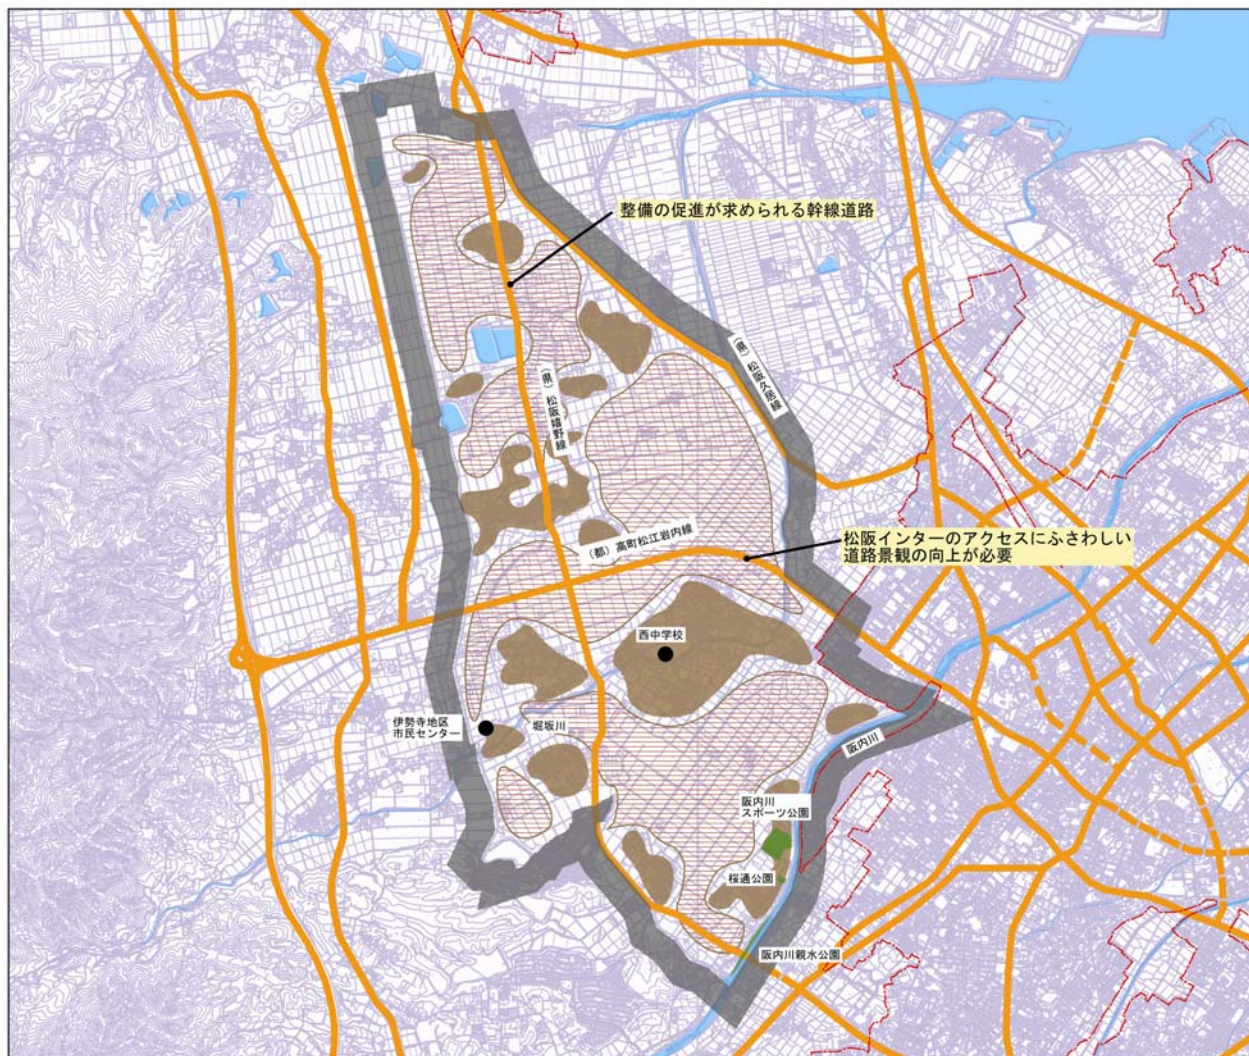 整備の促進が求められる幹線道路
(県) 松阪久居線
(県) 松阪嬉野線
(都) 高町松江岩内線
松阪インターのアクセスにふさわしい
道路景観の向上が必要
西中学校
伊勢寺地区
市民センター
堀坂川
阪内川
阪内川
スポーツ公園
桜通公園
阪内川親水公園